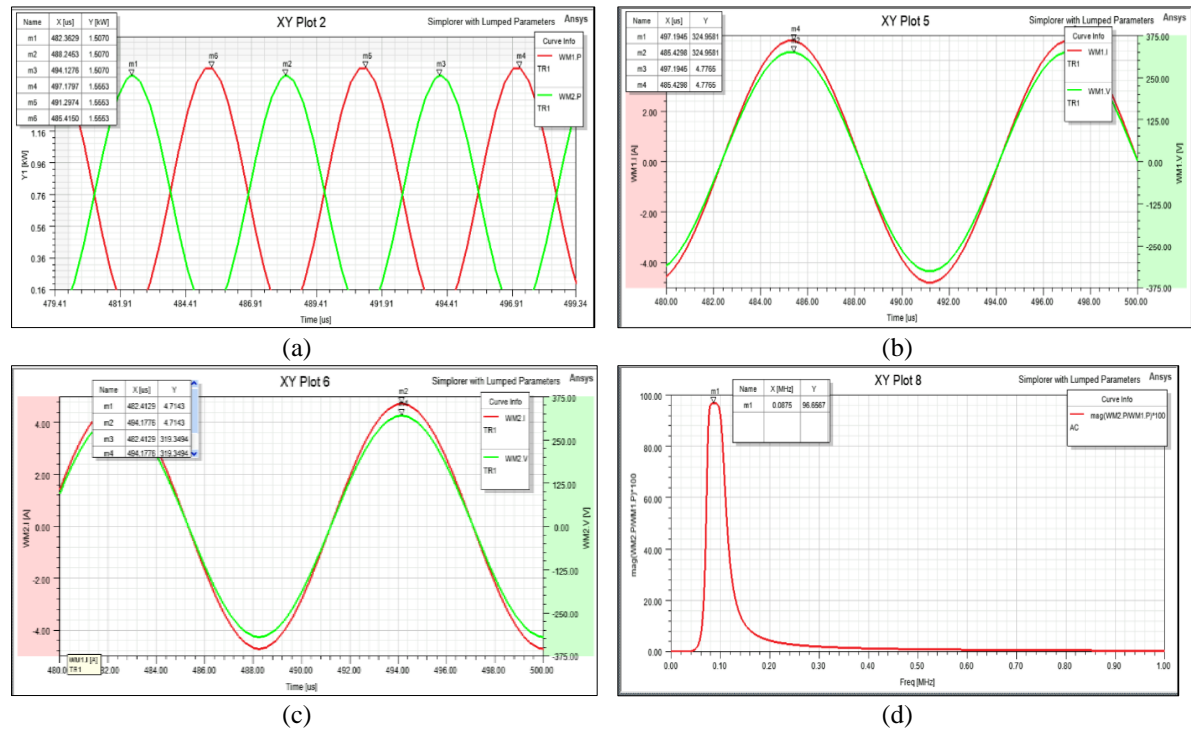 XY Plot 2
Simplorer with Lumped Parameters
Ansys
Name X [us] Y [kW]
m1 482.3629 1.5070
m2 488.2453 1.5070
m3 494.1276 1.5070
m4 497.1797 1.5553
m5 491.2974 1.5553
m6 485.4150 1.5553
Curve Info
WM1.P
TR1
WM2.P
TR1
m1 m6 m2 m5 m3 m4
Y1 [kW]
1.16
0.96
0.76
0.56
0.36
0.16
479.41 481.91 484.41 486.91 489.41 491.91 494.41 496.91 499.34
Time [us]
(a)
XY Plot 5
Simplorer with Lumped Parameters
Ansys
Name X [us] Y
m1 497.1945 324.9581
m2 485.4298 324.9581
m3 497.1945 4.7765
m4 485.4298 4.7765
Curve Info
WM1.I
TR1
WM1.V
TR1
m4
WM1.I [A]
2.00
0.00
-2.00
-4.00
WM1.V [V]
375.00
250.00
125.00
0.00
-125.00
-250.00
-375.00
480.00 482.00 484.00 486.00 488.00 490.00 492.00 494.00 496.00 498.00 500.00
Time [us]
(b)
XY Plot 6
Simplorer with Lumped Parameters
Ansys
Name X [us] Y
m1 482.4129 4.7143
m2 494.1776 4.7143
m3 482.4129 319.3494
m4 494.1776 319.3494
Curve Info
WM2.I
TR1
WM2.V
TR1
m2
WM2.I [A]
4.00
2.00
0.00
-2.00
-4.00
WM2.V [V]
375.00
250.00
125.00
0.00
-125.00
-250.00
-375.00
WM1.I [A]
TR1
482.00 484.00 486.00 488.00 490.00 492.00 494.00 496.00 498.00 500.00
Time [us]
(c)
XY Plot 8
Simplorer with Lumped Parameters
Ansys
Name X [MHz] Y
m1 0.0875 96.6567
Curve Info
mag(WM2.P/WM1.P)*100
AC
m1
mag(WM2.P/WM1.P)*100
100.00
80.00
60.00
40.00
20.00
0.00
0.00 0.10 0.20 0.30 0.40 0.50 0.60 0.70 0.80 0.90 1.00
Freq [MHz]
(d)